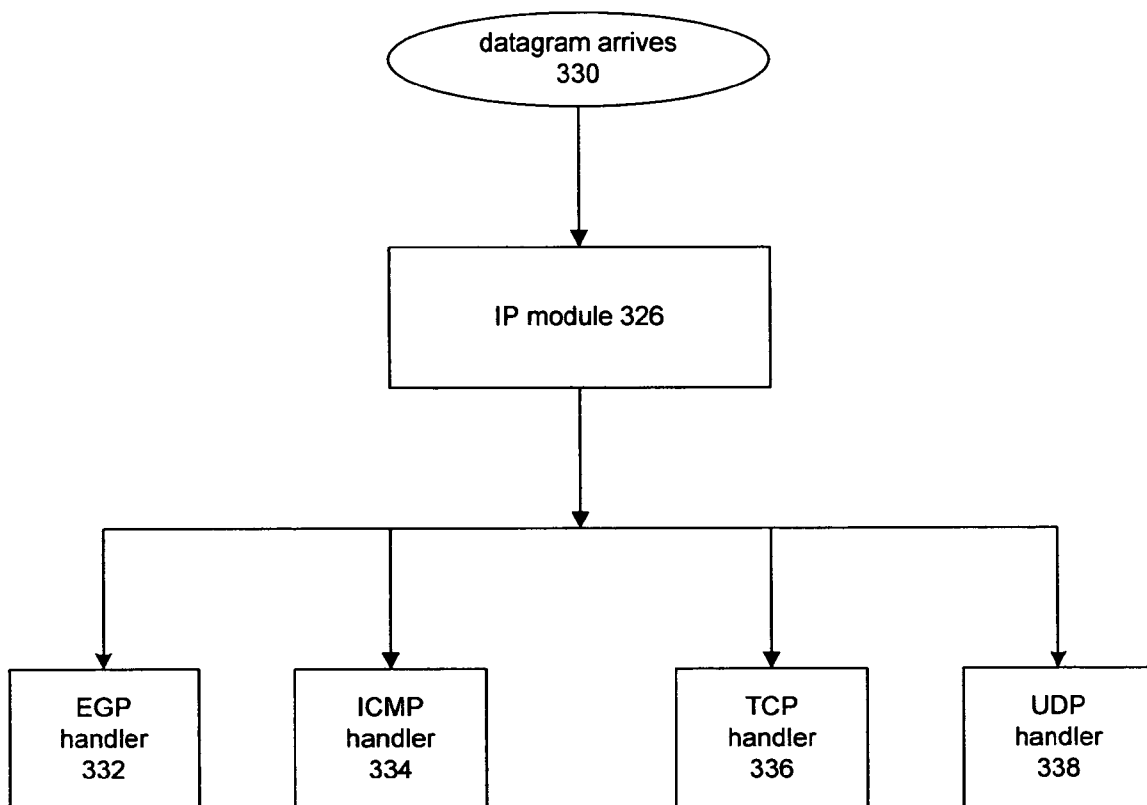 datagram arrives
330
IP module 326
EGP
handler
332
ICMP
handler
334
TCP
handler
336
UDP
handler
338